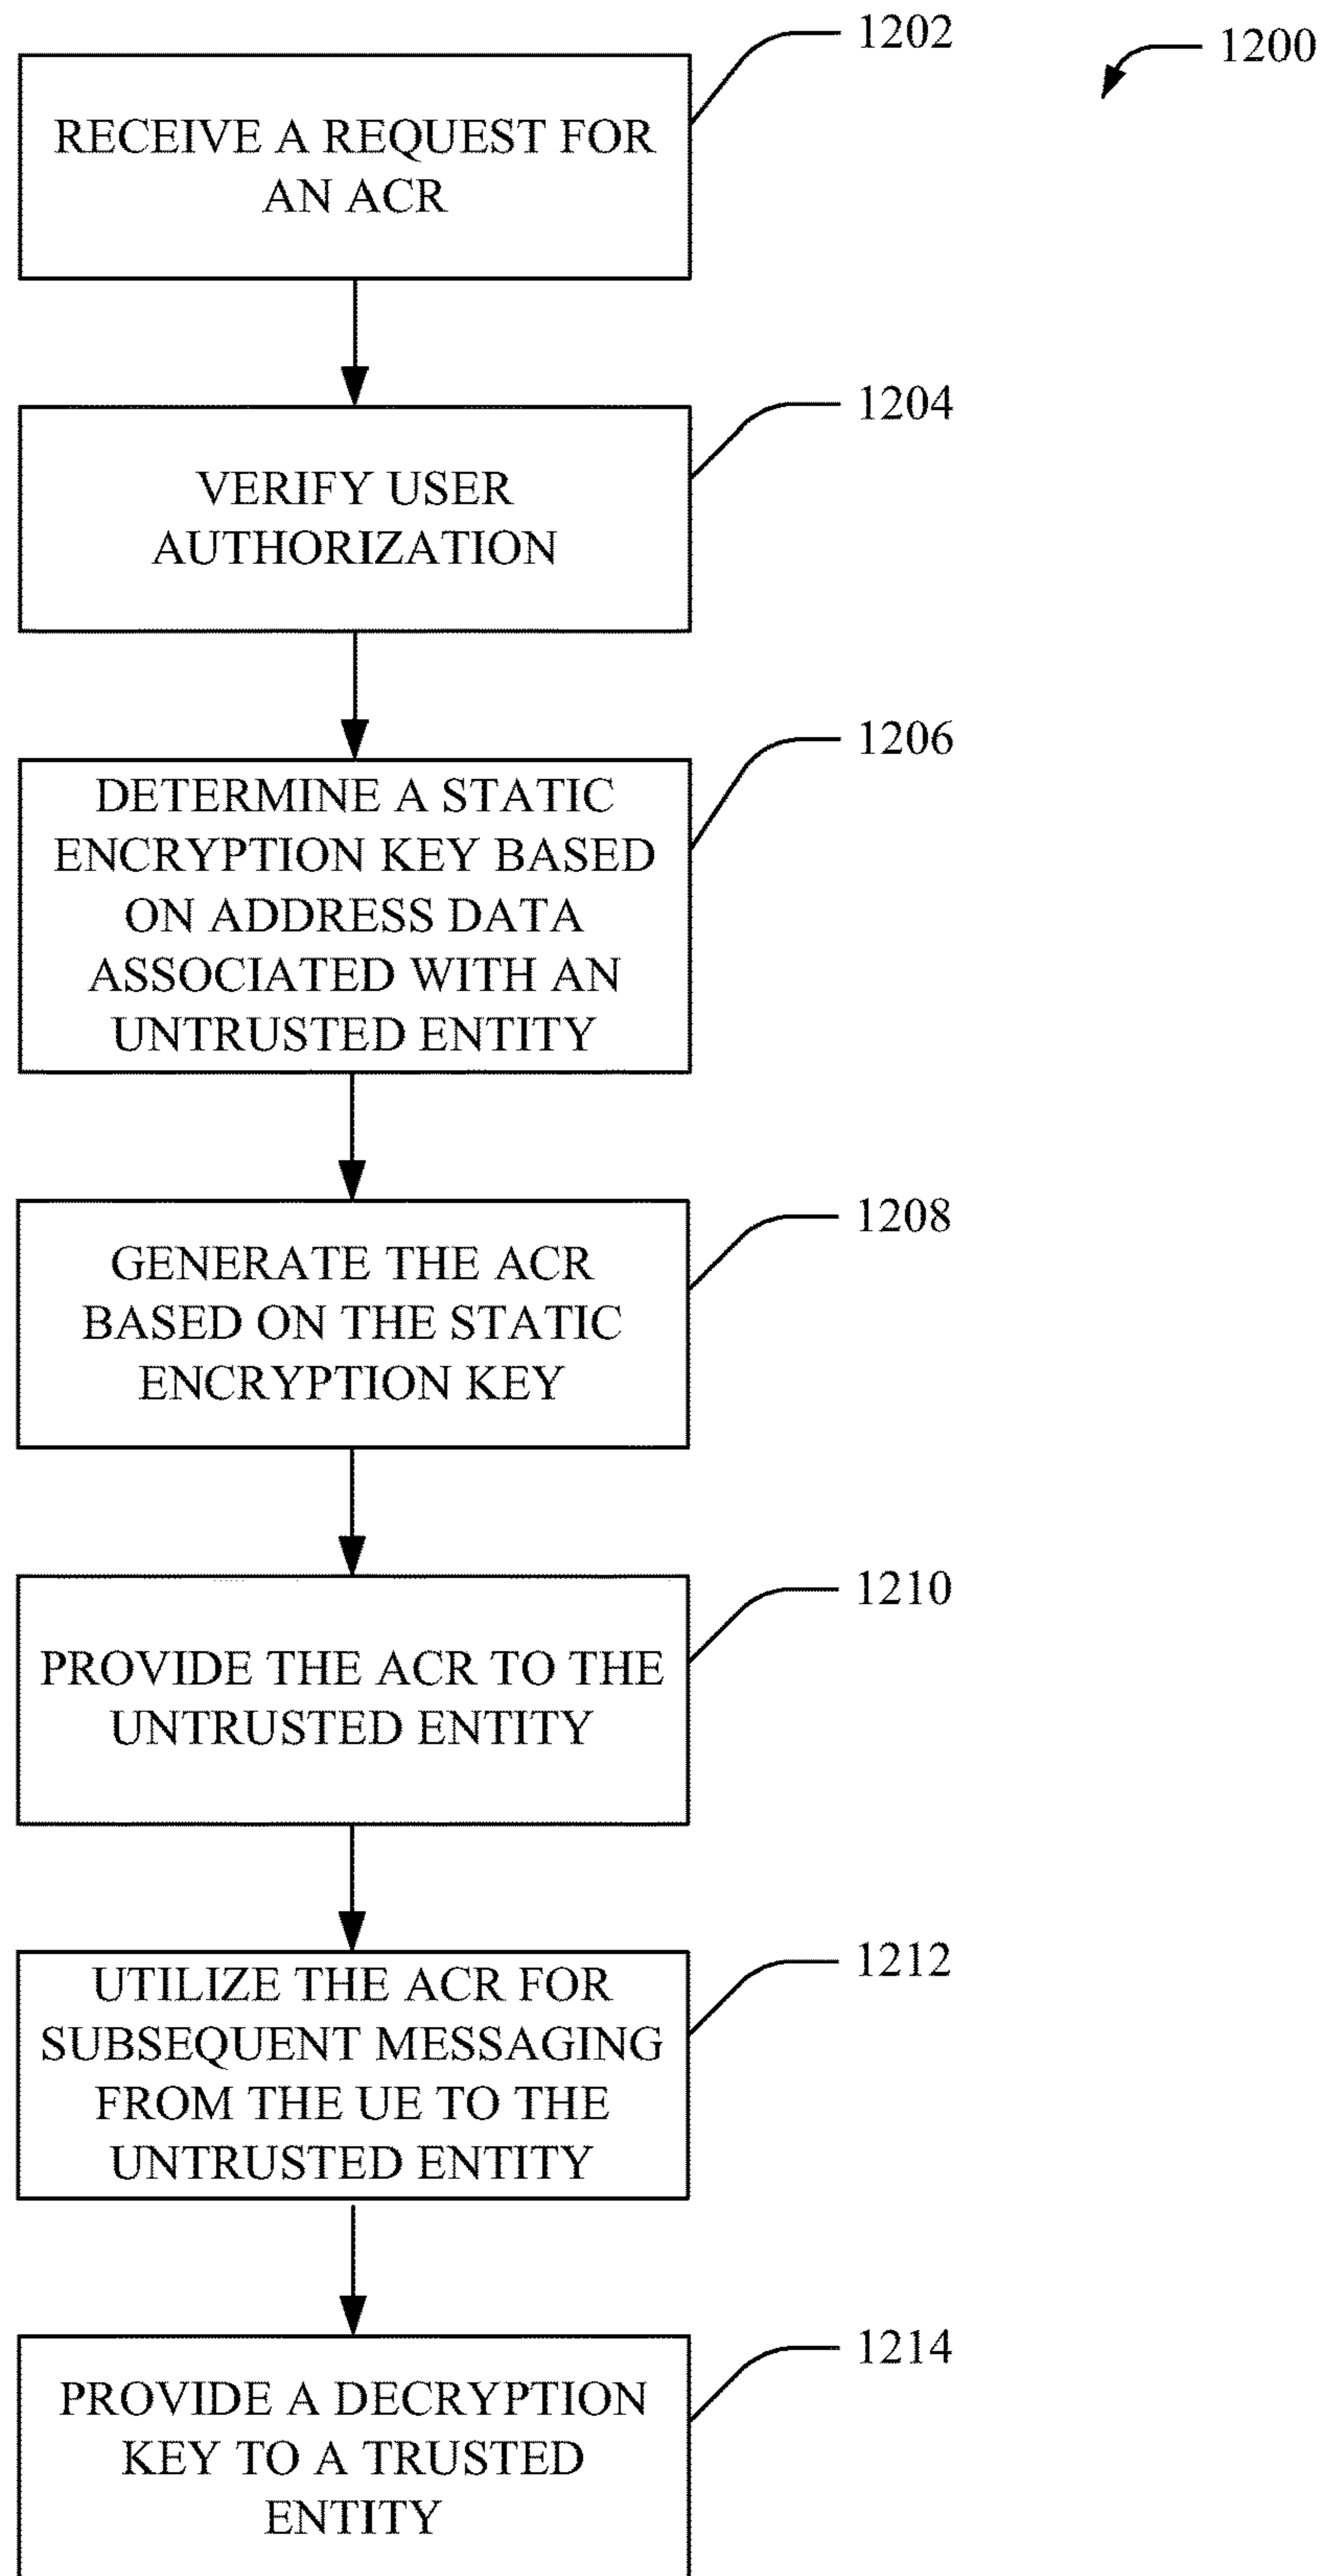 1202
1200
RECEIVE A REQUEST FOR
AN ACR
1204
VERIFY USER
AUTHORIZATION
1206
DETERMINE A STATIC
ENCRYPTION KEY BASED
ON ADDRESS DATA
ASSOCIATED WITH AN
UNTRUSTED ENTITY
1208
GENERATE THE ACR
BASED ON THE STATIC
ENCRYPTION KEY
1210
PROVIDE THE ACR TO THE
UNTRUSTED ENTITY
1212
UTILIZE THE ACR FOR
SUBSEQUENT MESSAGING
FROM THE UE TO THE
UNTRUSTED ENTITY
1214
PROVIDE A DECRYPTION
KEY TO A TRUSTED
ENTITY